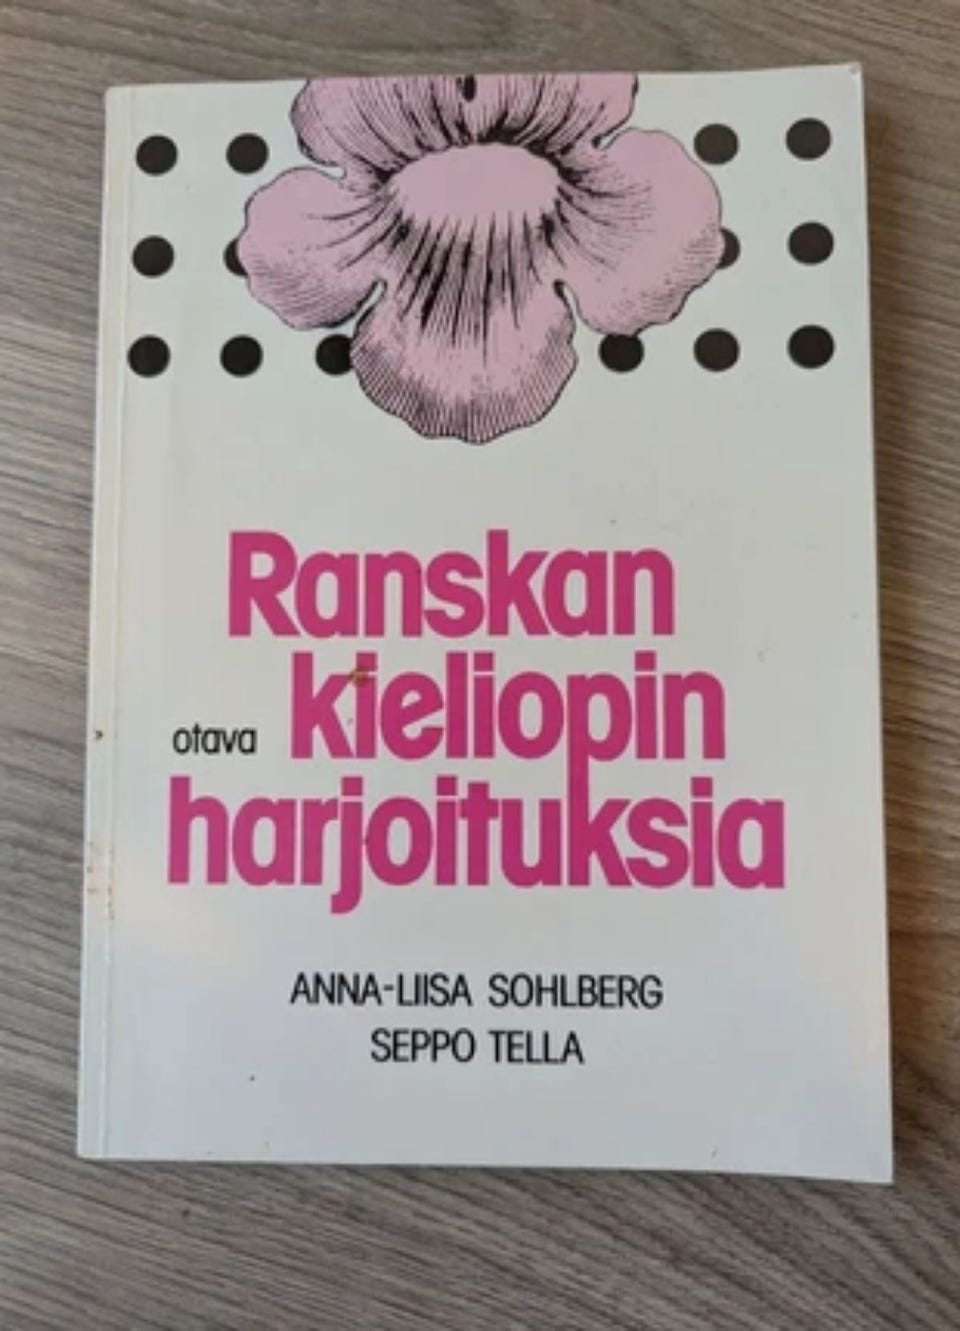 Ranskan
otava kieliopin
harjoituksia
ANNA-LIISA SOHLBERG
SEPPO TELLA